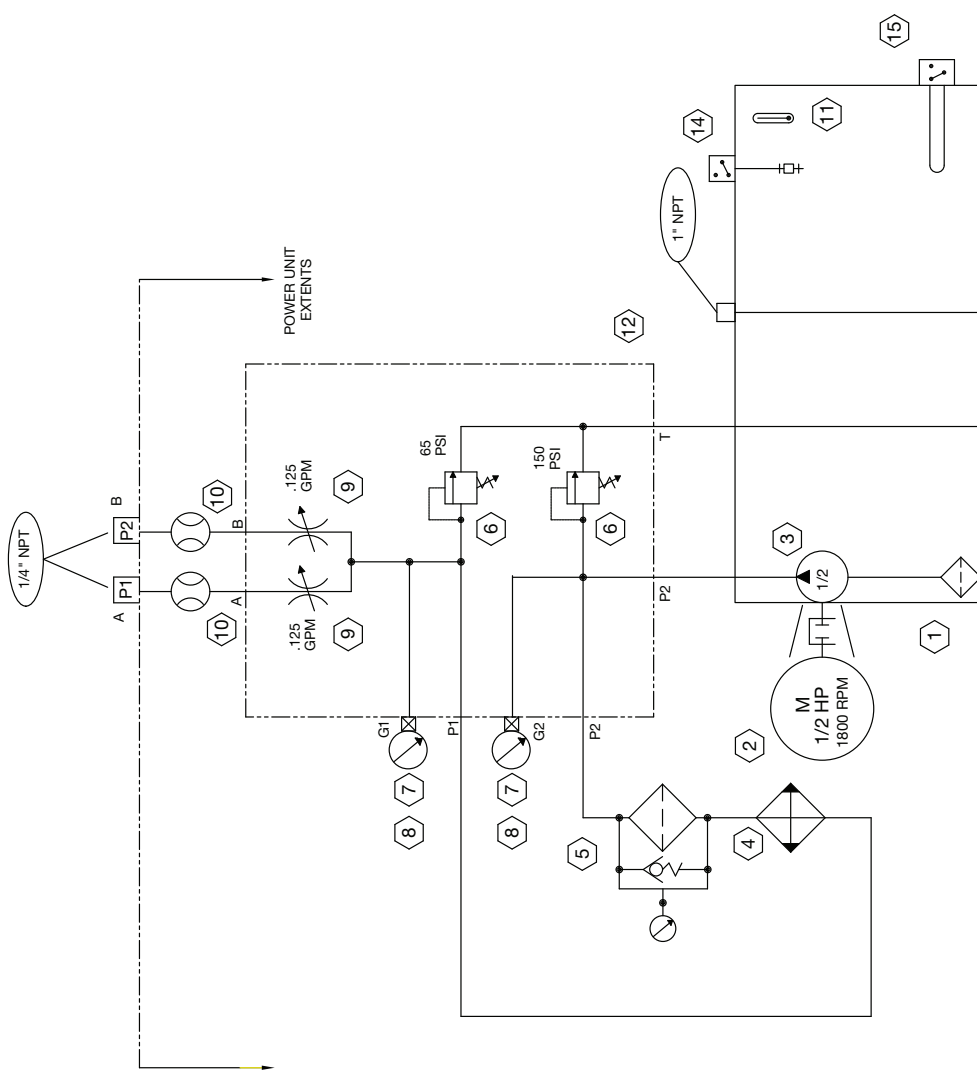 1/4" NPT
P1
P2
A
B
10
10
A
B
.125
GPM
.125
GPM
9
9
POWER UNIT
EXTENTS
12
G1
P1
G2
P2
7
8
7
8
65
PSI
6
150
PSI
6
T
P2
1" NPT
14
15
11
3
1/2
M
1/2 HP
1800 RPM
2
1
5
4